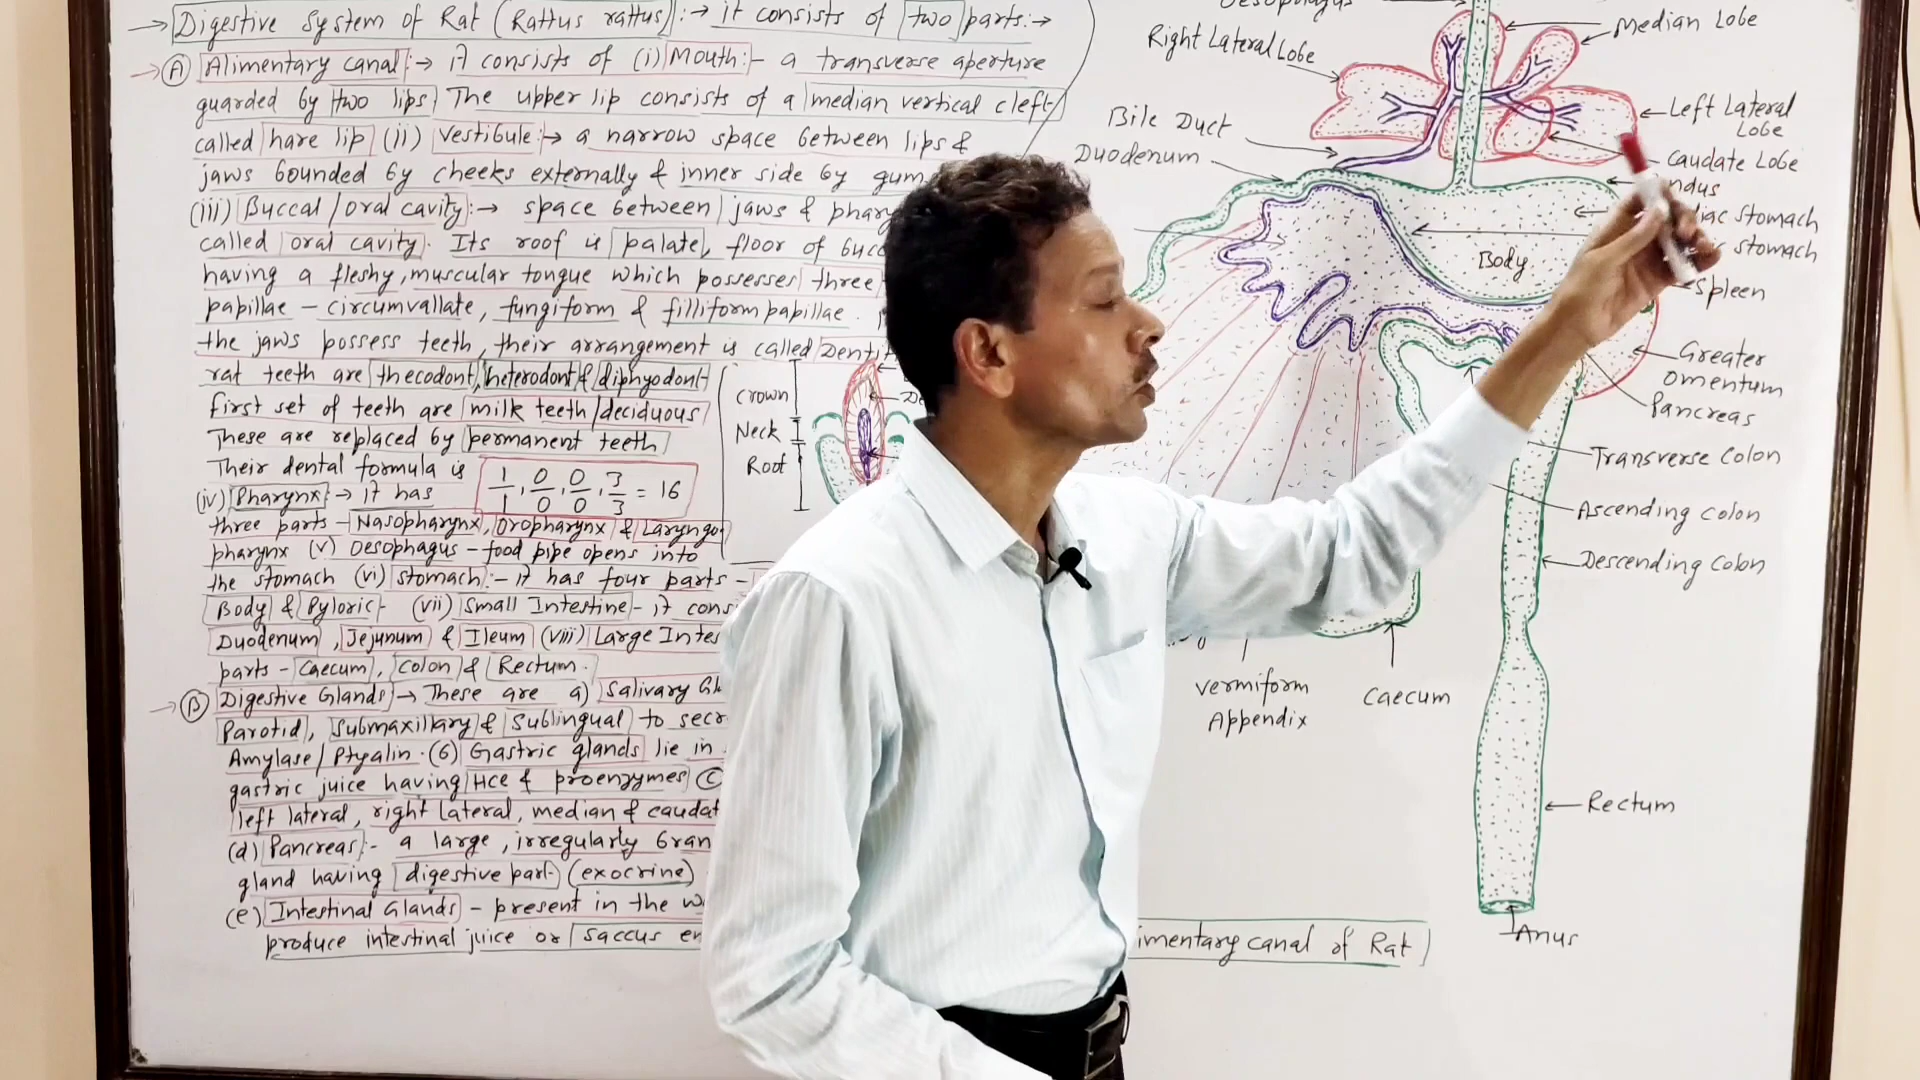 → Digestive System of Rat (Rattus rattus) :→ it consists of two parts :→
→ (A) Alimentary canal :→ it consists of (i) Mouth :- a transverse aperture
guarded by two lips. The upper lip consists of a median vertical cleft
called hare lip (ii) Vestibule :→ a narrow space between lips &
jaws bounded by cheeks externally & inner side by gum
(iii) Buccal/oral cavity :→ space between jaws &
called oral cavity. Its roof is palate, floor of
having a fleshy, muscular tongue which possesses three
papillae - circumvallate, fungiform & filliform papillae.
the jaws possess teeth, their arrangement is called
rat teeth are thecodont, heterodont & diphyodont
First set of teeth are milk teeth/deciduous
These are replaced by permanent teeth
Their dental formula is 1/1, 0/0, 0/0, 3/3 = 16
(iv) Pharynx :→ it has
three parts - Nasopharynx, Oropharynx & Laryngo
pharynx (v) Oesophagus - food pipe opens into
the stomach (vi) stomach :- it has four parts -
Body & Pyloric - (vii) Small Intestine - it
Duodenum, Jejunum & Ileum (viii) Large
parts - Caecum, Colon & Rectum.
→ (B) Digestive Glands → These are a) Salivary
Parotid, Submaxillary & Sublingual to
Amylase/Ptyalin. (b) Gastric glands lie in
gastric juice having Hcl & proenzymes (C
left lateral, right lateral, median &
(d) Pancreas :- a large, irregularly
gland having digestive part (exocrine)
(e) Intestinal Glands - present in the
produce intestinal juice or saccus
Crown
Neck
Root
Oesophagus
Median Lobe
Right Lateral Lobe
Left Lateral
Lobe
Bile Duct
Duodenum
Caudate Lobe
stomach
stomach
Body
Spleen
Greater
Omentum
Pancreas
Transverse Colon
Ascending Colon
Descending Colon
Vermiform
Appendix
Caecum
Rectum
Anus
canal of Rat)